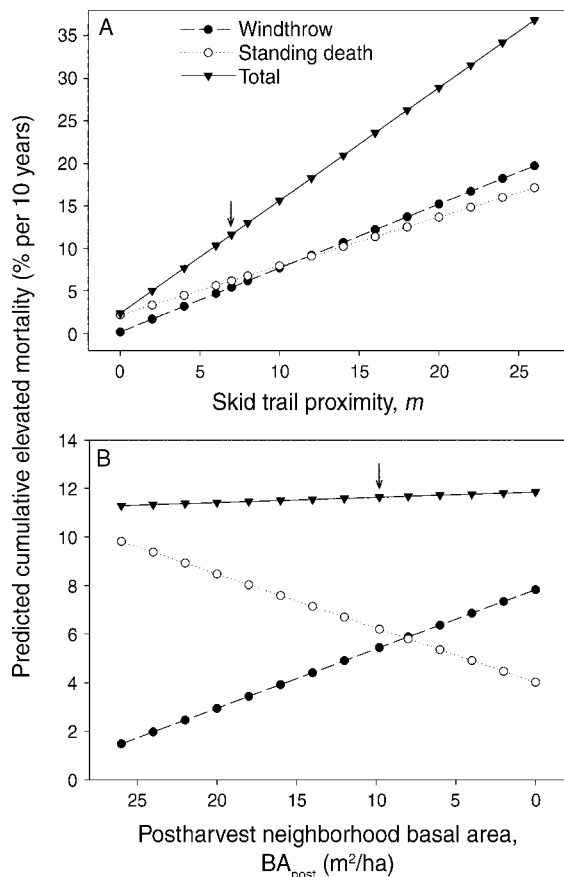 A
Windthrow
Standing death
Total
35
30
25
20
15
10
5
0
0 5 10 15 20 25
Skid trail proximity, m
Predicted cumulative elevated mortality (% per 10 years)
B
14
12
10
8
6
4
2
0
25 20 15 10 5 0
Postharvest neighborhood basal area,
BApost (m²/ha)